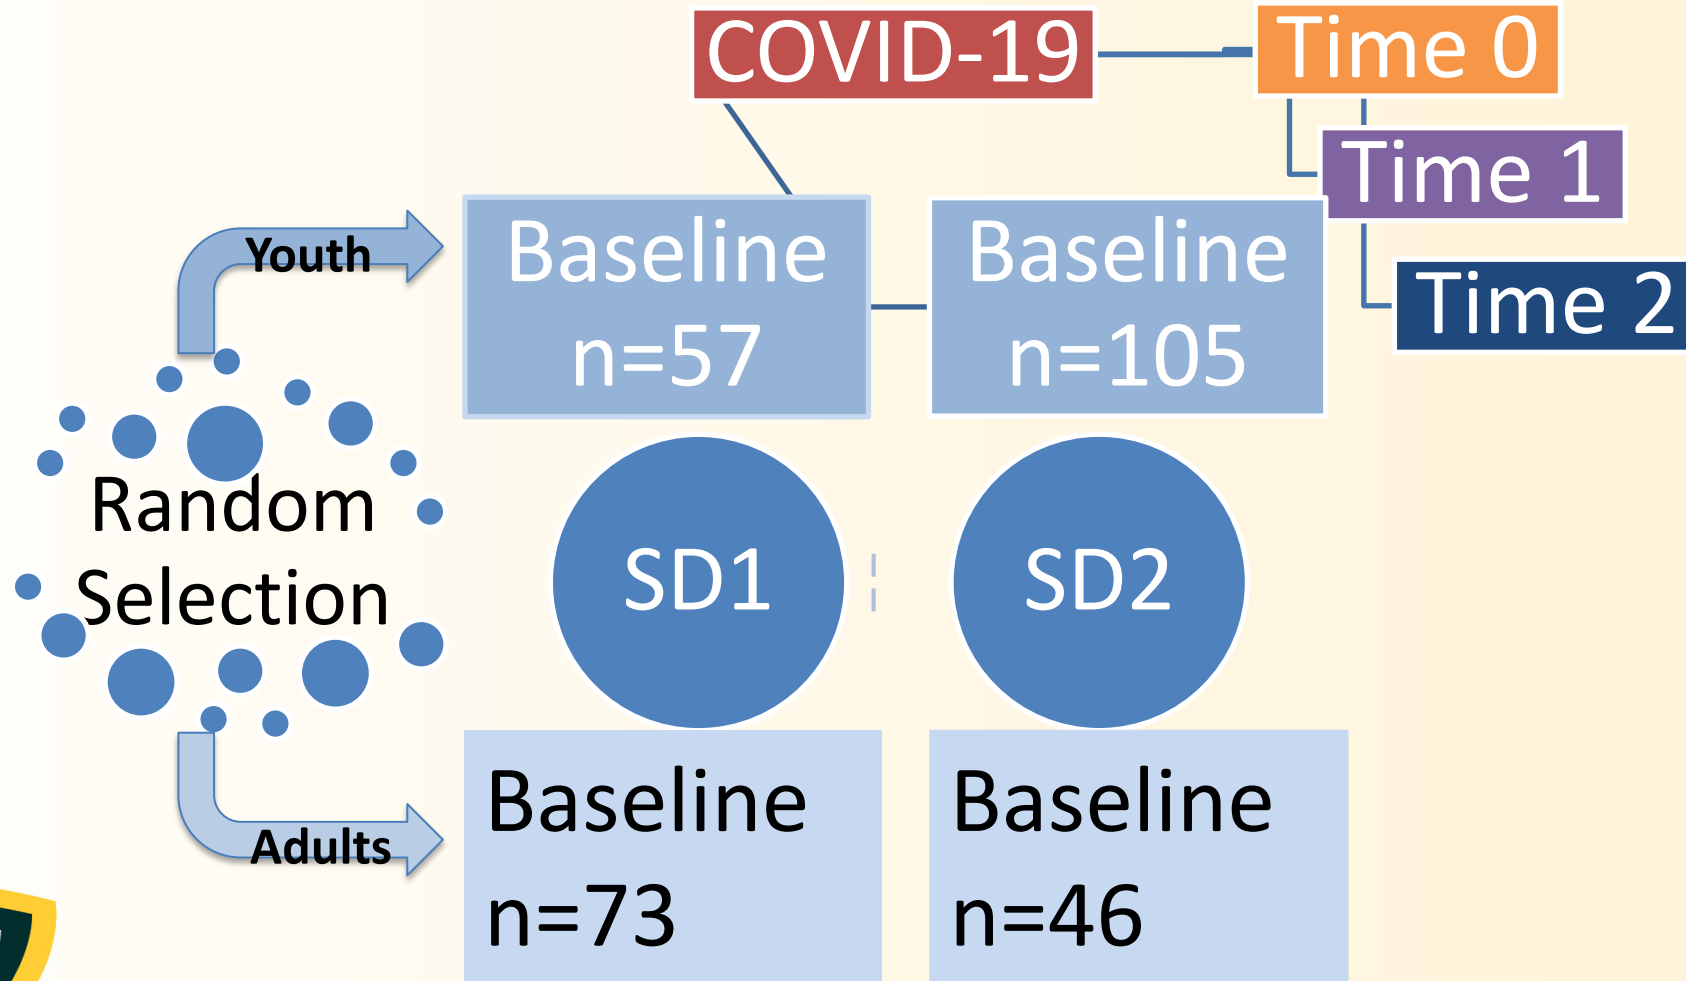 COVID-19
Time 0
Time 1
Time 2
Youth
Baseline
n=57
Baseline
n=105
Random
Selection
SD1
SD2
Adults
Baseline
n=73
Baseline
n=46